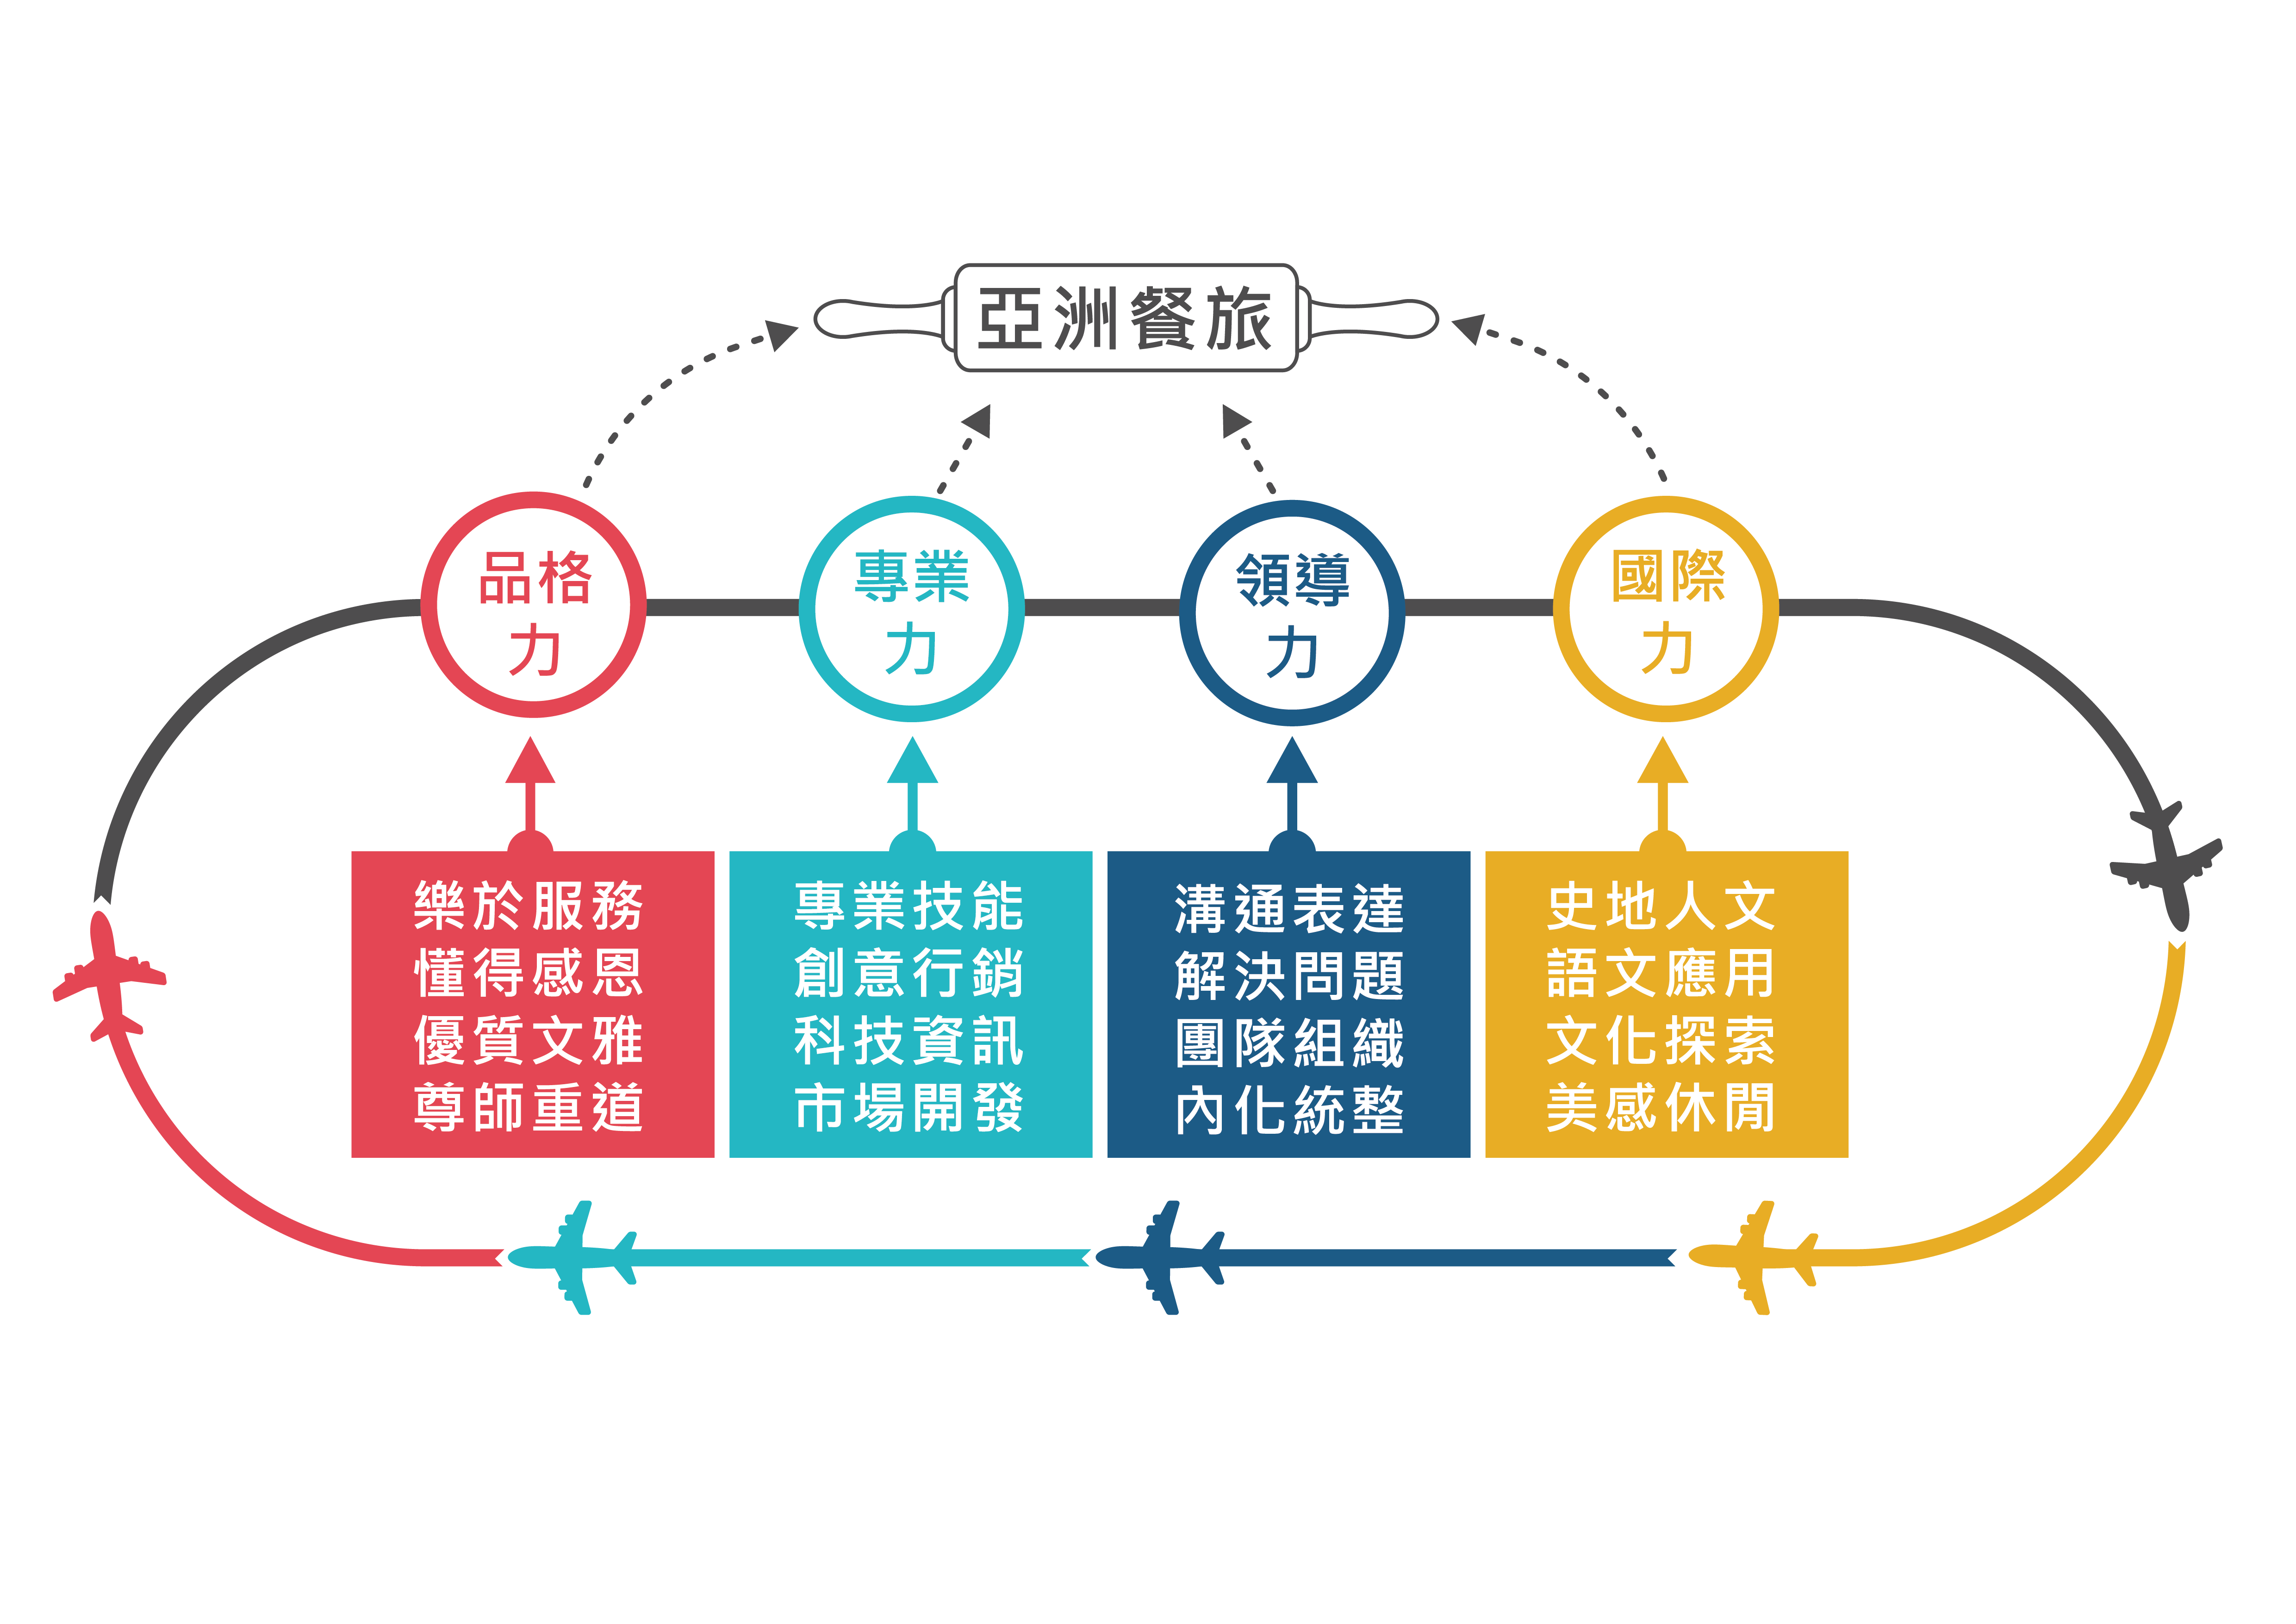 亞洲餐旅
品格
力
專業
力
領導
力
國際
力
樂於服務
懂得感恩
優質文雅
尊師重道
專業技能
創意行銷
科技資訊
市場開發
溝通表達
解決問題
團隊組織
內化統整
史地人文
語文應用
文化探索
美感休閒